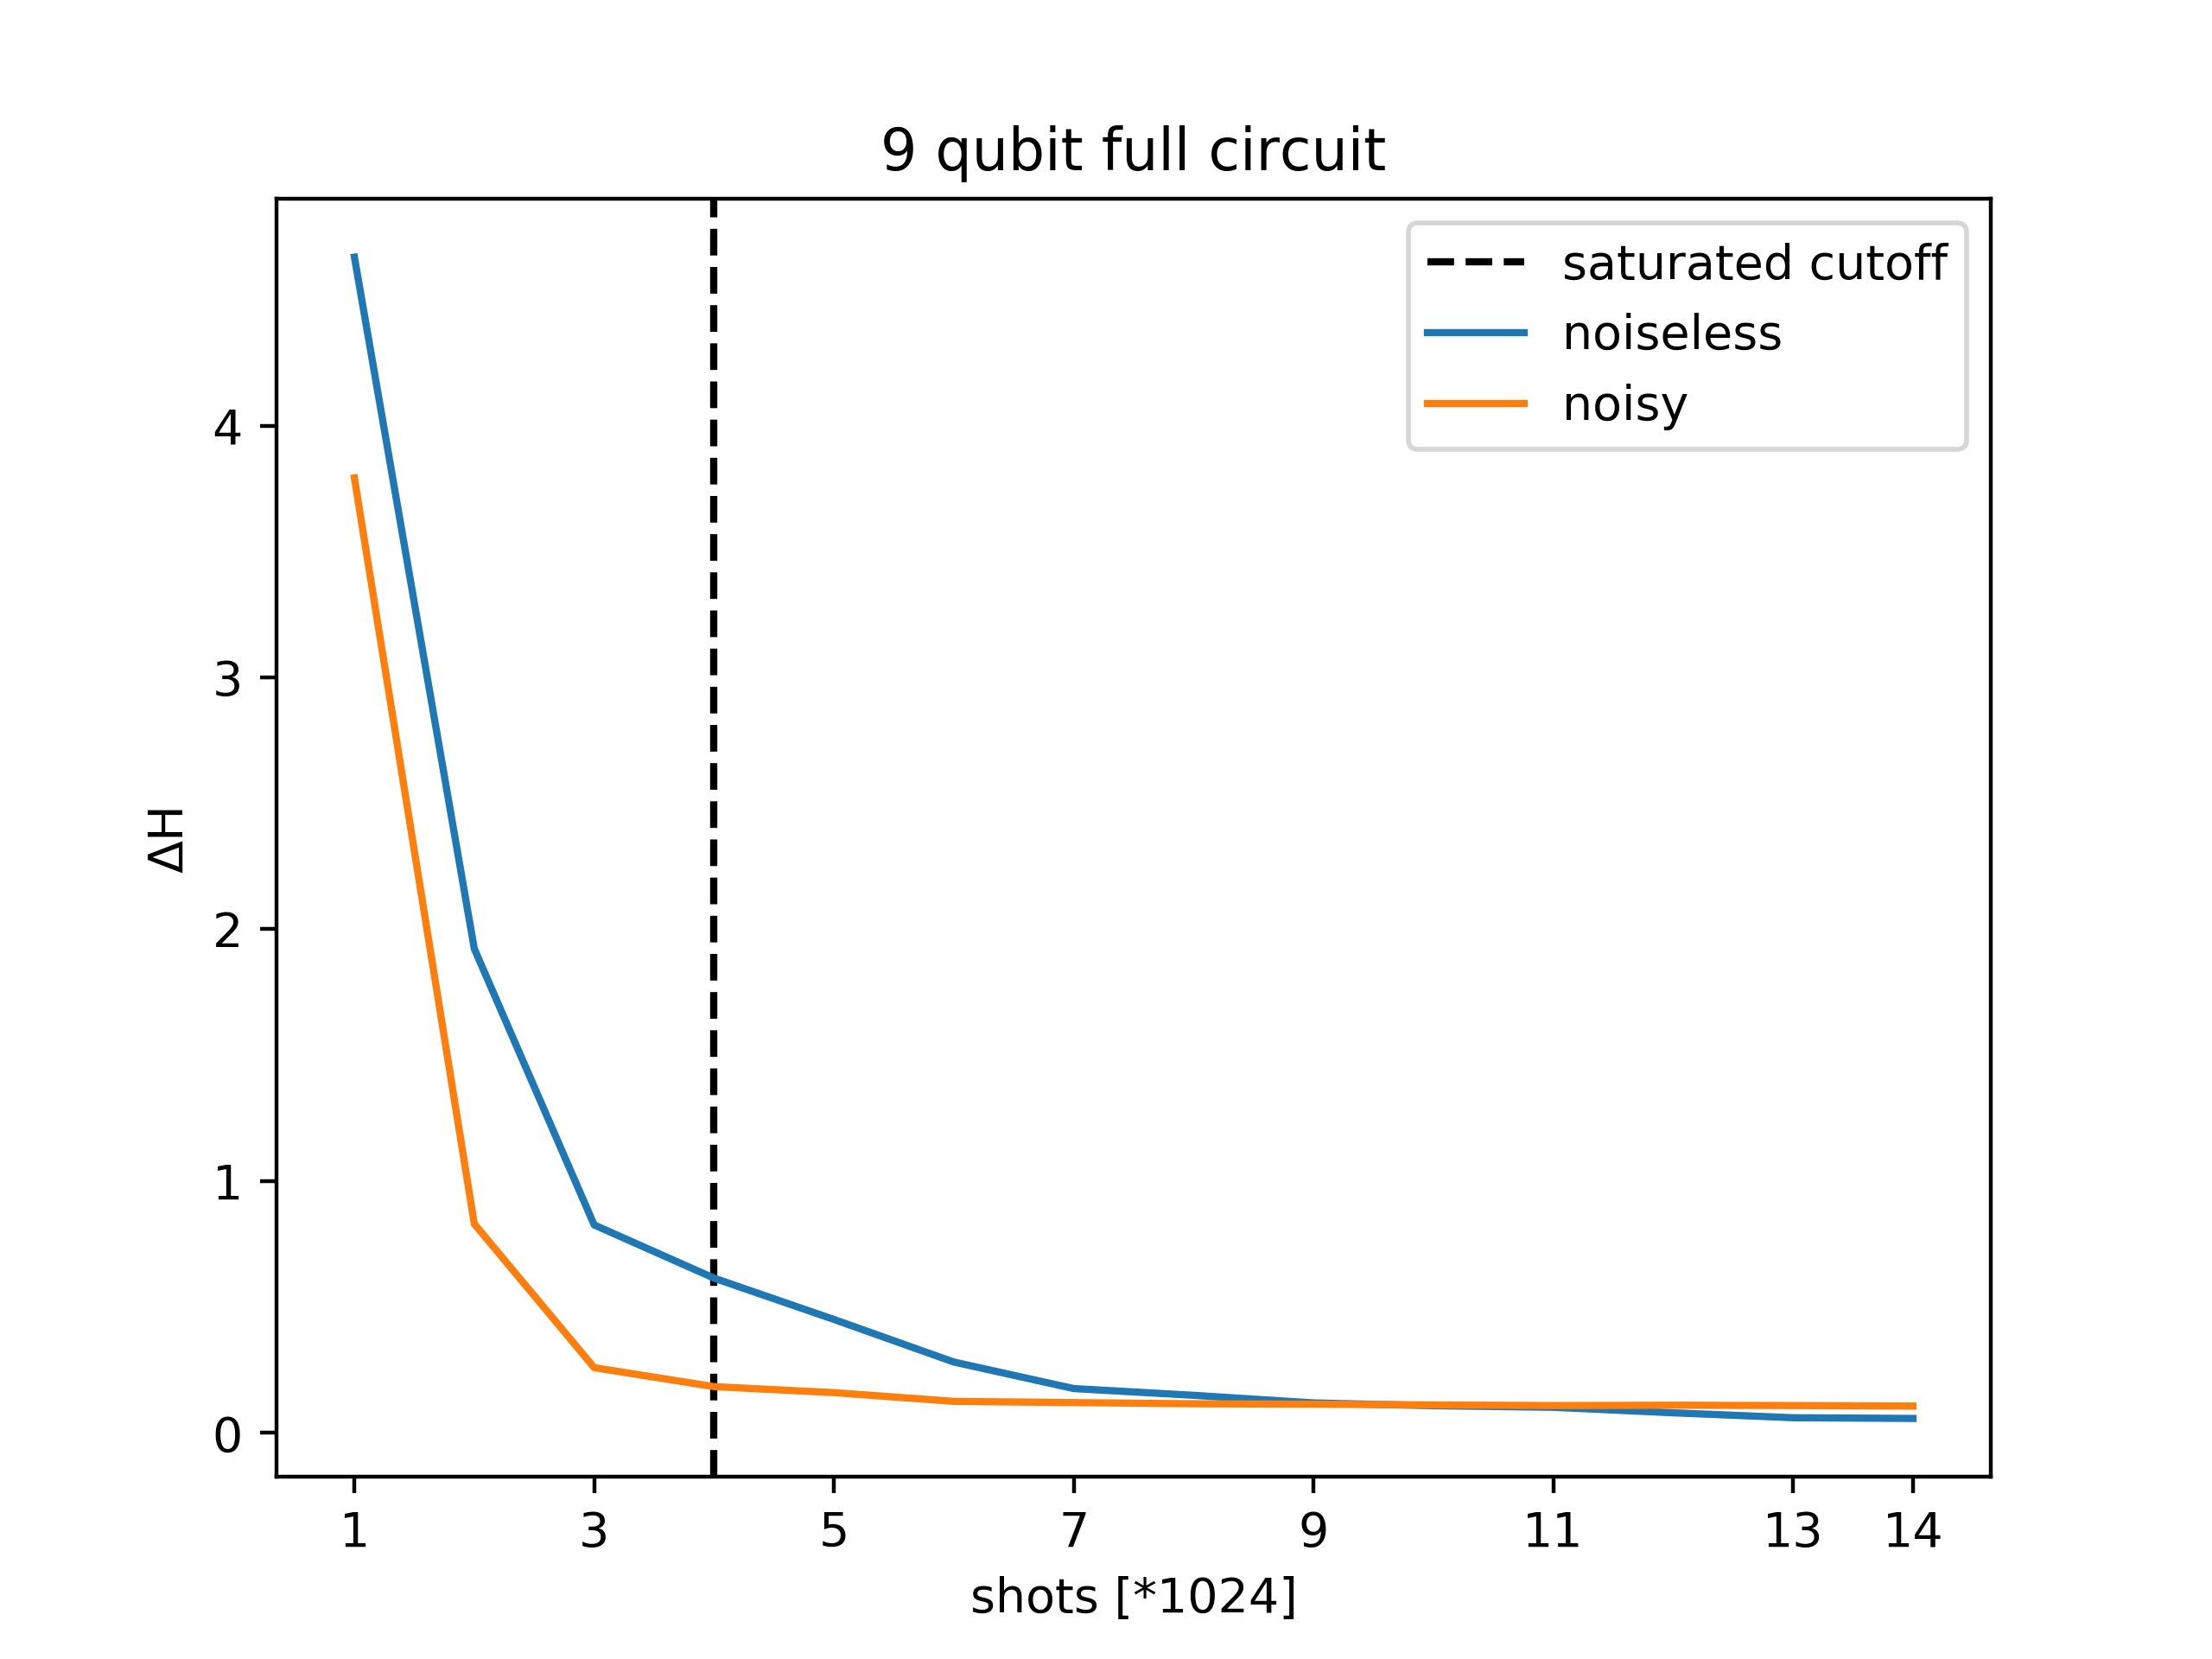 9 qubit full circuit
saturated cutoff
noiseless
noisy
4
3
2
1
0
ΔH
1 3 5 7 9 11 13 14
shots [*1024]